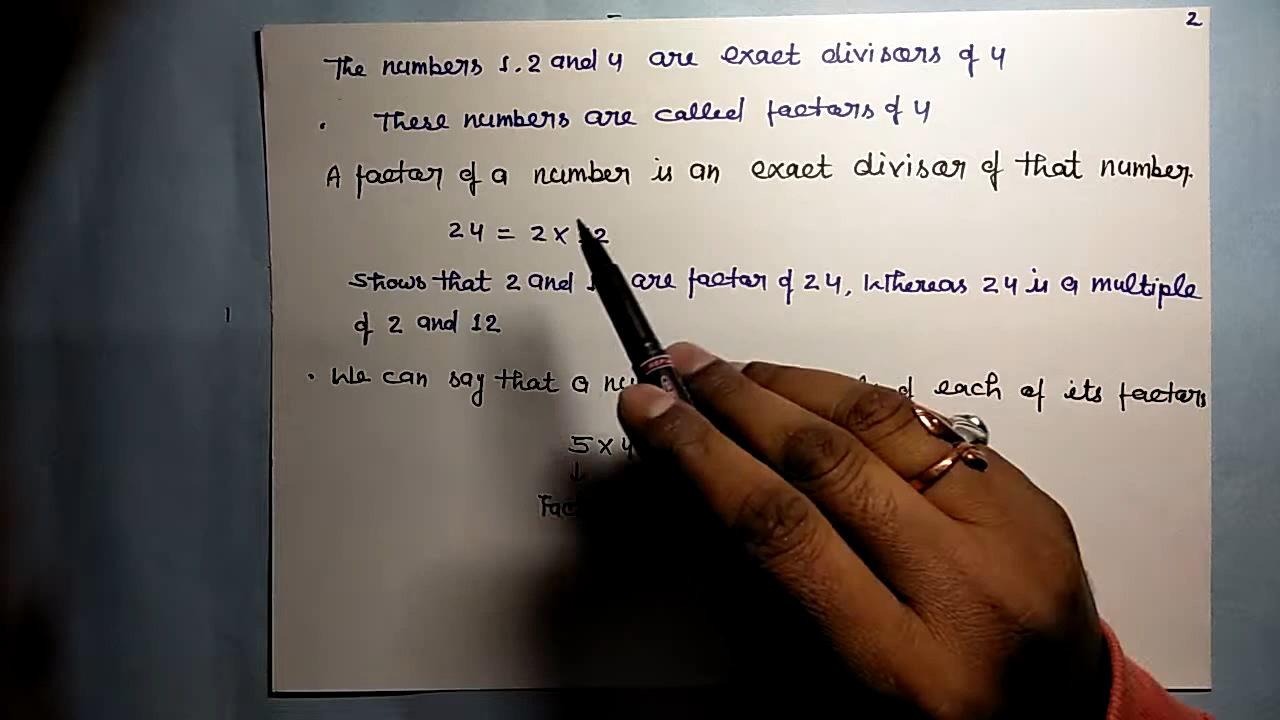 2
The numbers 1, 2 and 4 are exact divisors of 4
. These numbers are called factors of 4
A factor of a number is an exact divisor of that number.
24 = 2 × 12
Shows that 2 and are factor of 24, Whereas 24 is a multiple
of 2 and 12
. We can say that a each of its factors
5 × 4
↓